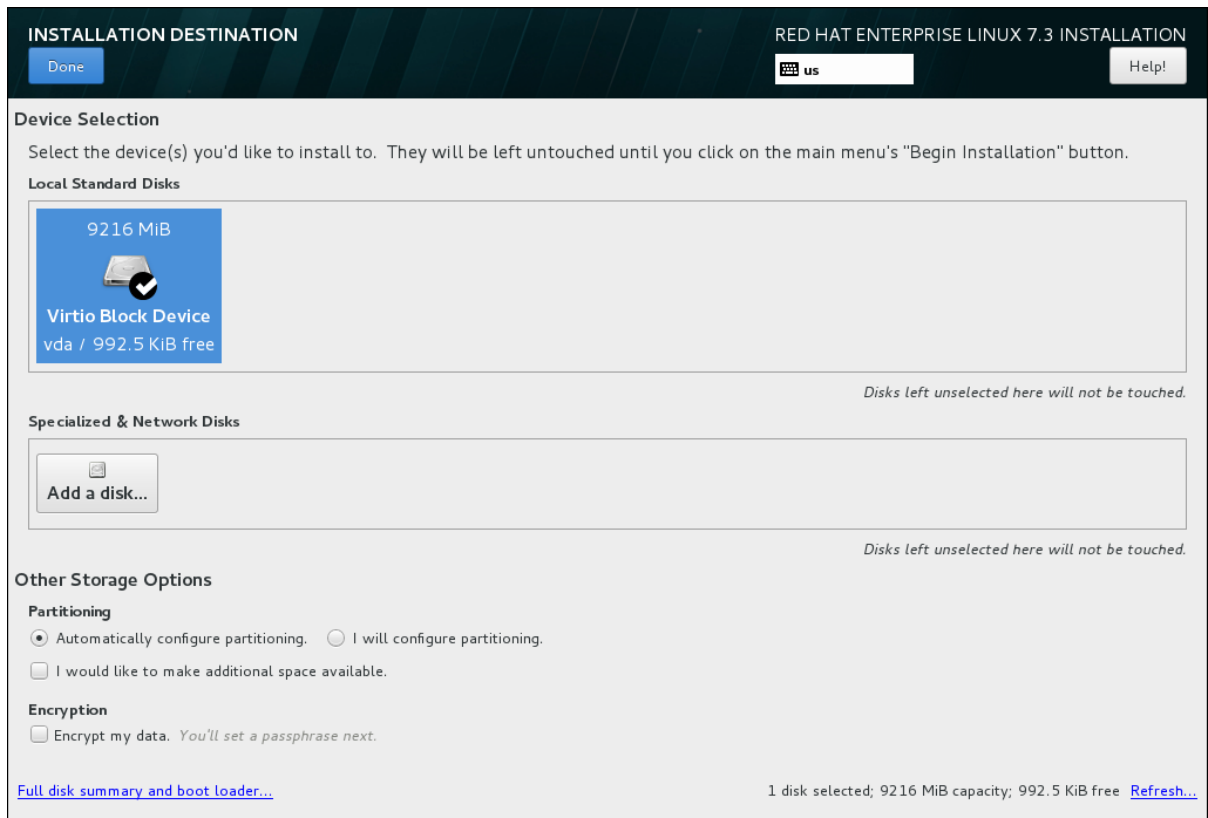 INSTALLATION DESTINATION
RED HAT ENTERPRISE LINUX 7.3 INSTALLATION
Done
us
Help!
Device Selection
Select the device(s) you'd like to install to.  They will be left untouched until you click on the main menu's "Begin Installation" button.
Local Standard Disks
9216 MiB
Virtio Block Device
vda / 992.5 KiB free
Disks left unselected here will not be touched.
Specialized & Network Disks
Add a disk...
Disks left unselected here will not be touched.
Other Storage Options
Partitioning
Automatically configure partitioning. I will configure partitioning.
I would like to make additional space available.
Encryption
Encrypt my data. You'll set a passphrase next.
Full disk summary and boot loader... 1 disk selected; 9216 MiB capacity; 992.5 KiB free Refresh...